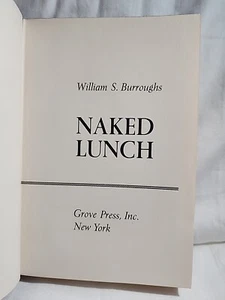 William S. Burroughs
NAKED
LUNCH
Grove Press, Inc.
New York